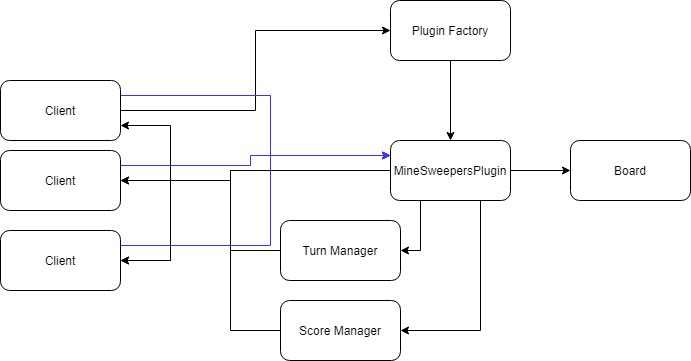 Plugin Factory
Client
Client
MineSweepersPlugin
Board
Client
Turn Manager
Score Manager